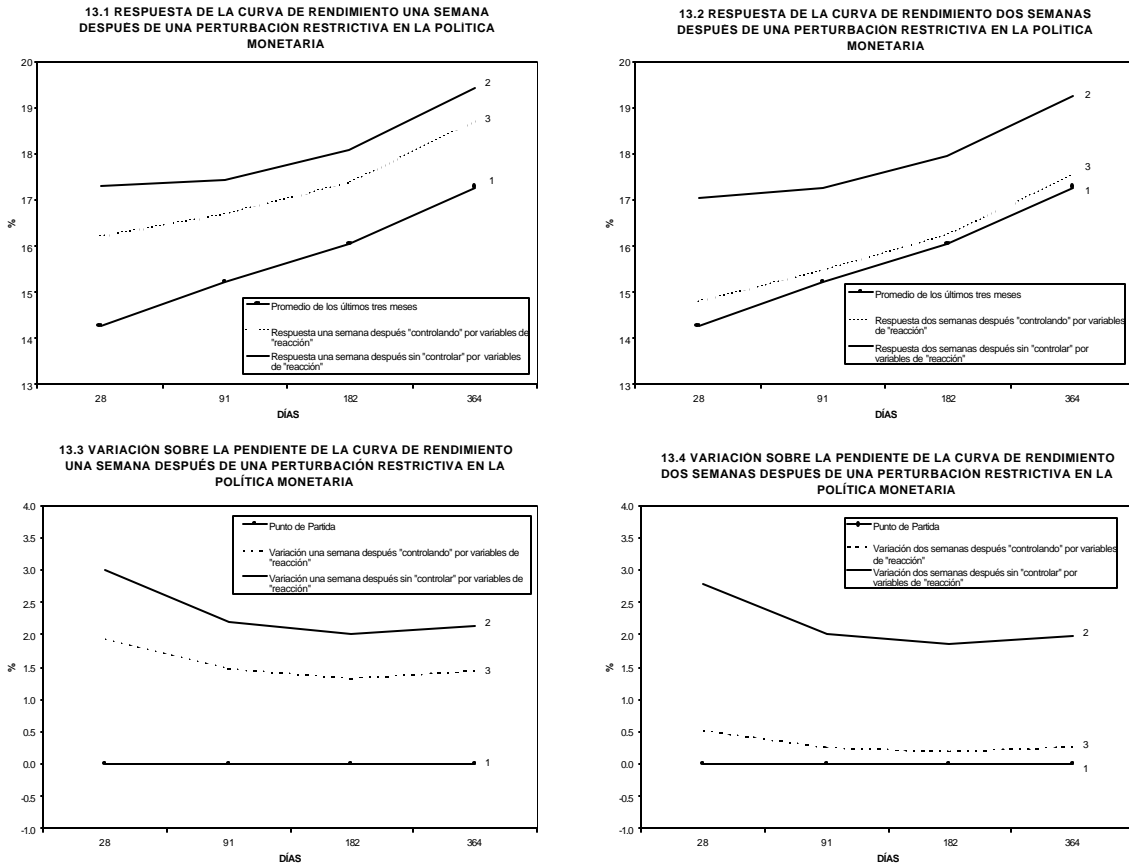 13.1 RESPUESTA DE LA CURVA DE RENDIMIENTO UNA SEMANA
DESPUÉS DE UNA PERTURBACIÓN RESTRICTIVA EN LA POLÍTICA
MONETARIA
20
19
18
17
16
15
14
13
%
2
3
1
Promedio de los últimos tres meses
Respuesta una semana después "controlando" por variables de
"reacción"
Respuesta una semana después sin "controlar" por variables
de "reacción"
28
91
182
364
DÍAS
13.2 RESPUESTA DE LA CURVA DE RENDIMIENTO DOS SEMANAS
DESPUÉS DE UNA PERTURBACIÓN RESTRICTIVA EN LA POLÍTICA
MONETARIA
20
19
18
17
16
15
14
13
%
2
3
1
Promedio de los últimos tres meses
Respuesta dos semanas después "controlando" por variables
de "reacción"
Respuesta dos semanas después sin "controlar" por
variables de "reacción"
28
91
182
364
DÍAS
13.3 VARIACIÓN SOBRE LA PENDIENTE DE LA CURVA DE RENDIMIENTO
UNA SEMANA DESPUÉS DE UNA PERTURBACIÓN RESTRICTIVA EN LA
POLÍTICA MONETARIA
4.0
3.5
3.0
2.5
2.0
1.5
1.0
0.5
0.0
-0.5
-1.0
%
Punto de Partida
Variación una semana después "controlando" por variables de
"reacción"
Variación una semana después sin "controlar" por variables de
"reacción"
2
3
1
28
91
182
364
DÍAS
13.4 VARIACIÓN SOBRE LA PENDIENTE DE LA CURVA DE RENDIMIENTO
DOS SEMANAS DESPUÉS DE UNA PERTURBACIÓN RESTRICTIVA EN LA
POLÍTICA MONETARIA
4.0
3.5
3.0
2.5
2.0
1.5
1.0
0.5
0.0
-0.5
-1.0
%
Punto de Partida
Variación dos semanas después "controlando" por variables
de "reacción"
Variación dos semanas después sin "controlar" por
variables de "reacción"
2
3
1
28
91
182
364
DÍAS